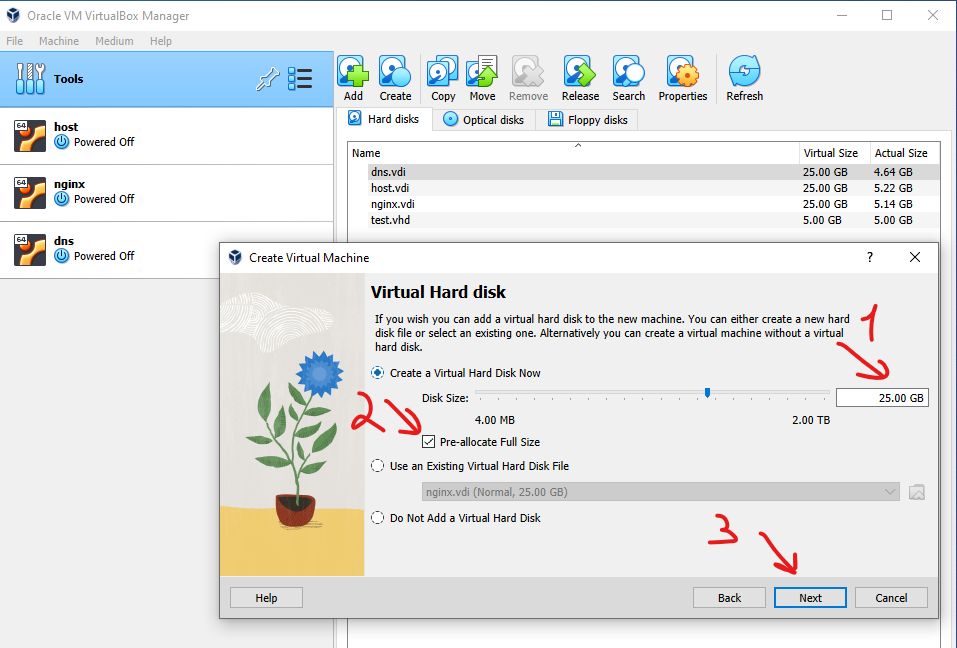 Oracle VM VirtualBox Manager
File Machine Medium Help
Tools
Add Create Copy Move Remove Release Search Properties Refresh
64 host
Powered Off
64 nginx
Powered Off
64 dns
Powered Off
Hard disks Optical disks Floppy disks
Name Virtual Size Actual Size
dns.vdi 25.00 GB 4.64 GB
host.vdi 25.00 GB 5.22 GB
nginx.vdi 25.00 GB 5.14 GB
test.vhd 5.00 GB 5.00 GB
Create Virtual Machine ?
Virtual Hard disk
If you wish you can add a virtual hard disk to the new machine. You can either create a new hard
disk file or select an existing one. Alternatively you can create a virtual machine without a virtual
hard disk.
1
Create a Virtual Hard Disk Now
Disk Size: 25.00 GB
4.00 MB 2.00 TB
2
Pre-allocate Full Size
Use an Existing Virtual Hard Disk File
nginx.vdi (Normal, 25.00 GB)
Do Not Add a Virtual Hard Disk
3
Help Back Next Cancel